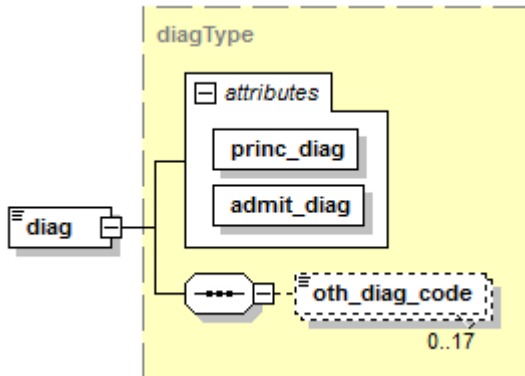 diagType
attributes
princ_diag
admit_diag
diag
oth_diag_code
0..17